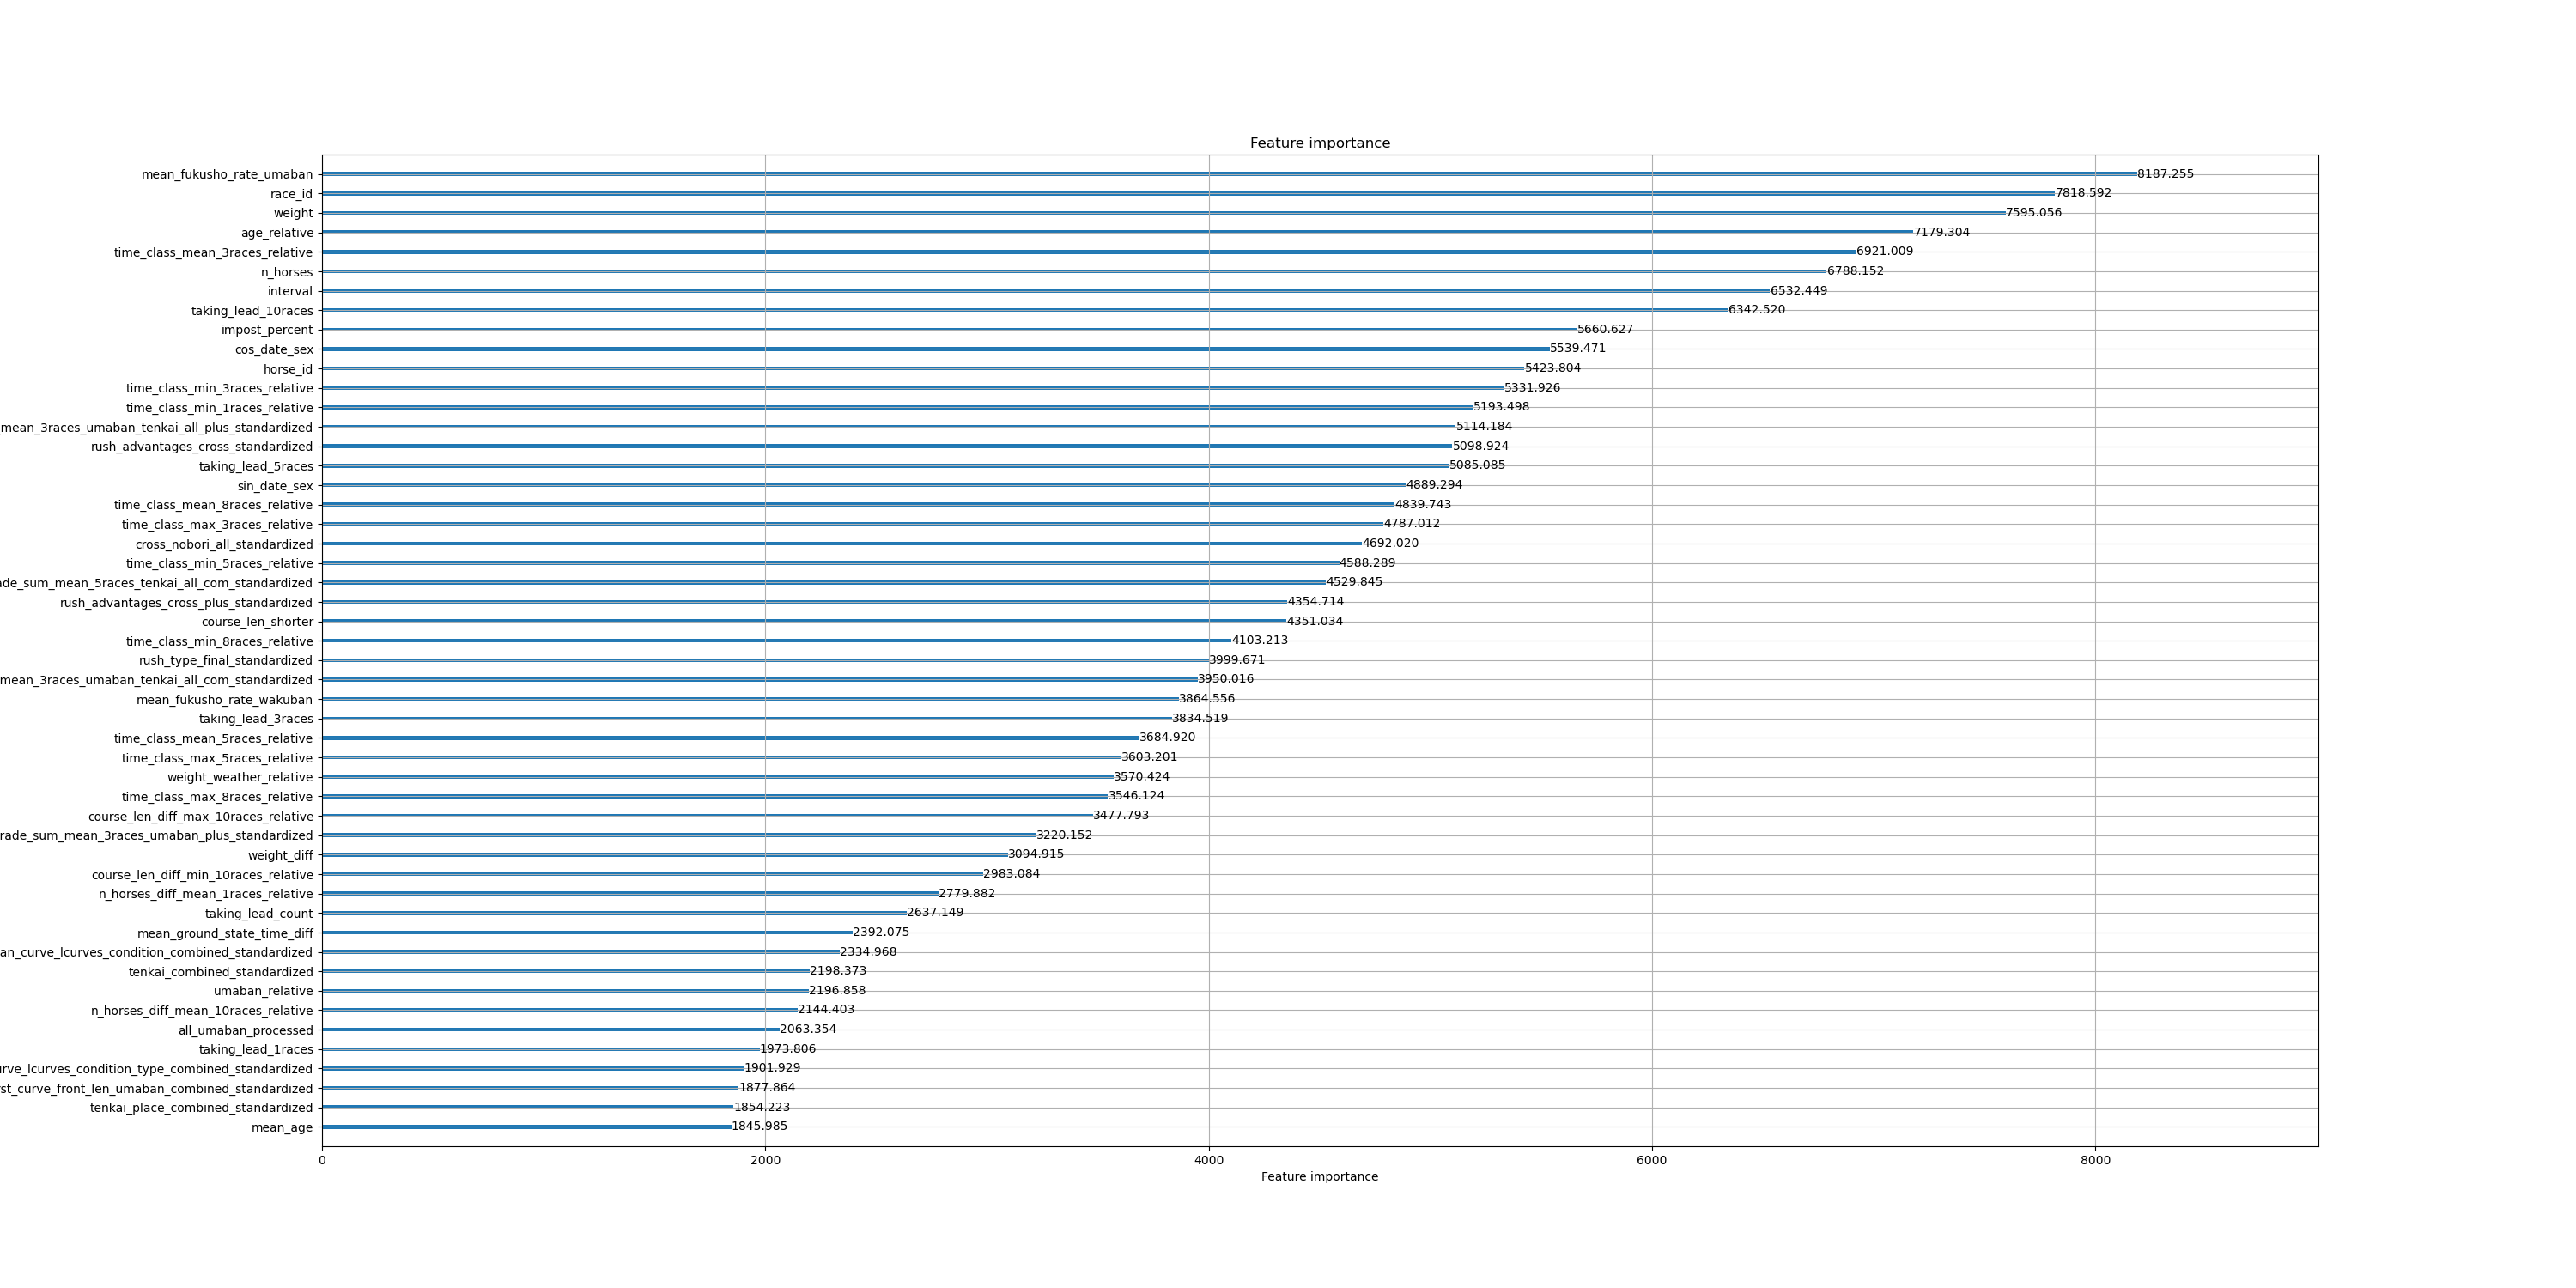 Feature importance
mean_fukusho_rate_umaban 8187.255
race_id 7818.592
weight 7595.056
age_relative 7179.304
time_class_mean_3races_relative 6921.009
n_horses 6788.152
interval 6532.449
taking_lead_10races 6342.520
impost_percent 5660.627
cos_date_sex 5539.471
horse_id 5423.804
time_class_min_3races_relative 5331.926
time_class_min_1races_relative 5193.498
_mean_3races_umaban_tenkai_all_plus_standardized 5114.184
rush_advantages_cross_standardized 5098.924
taking_lead_5races 5085.085
sin_date_sex 4889.294
time_class_mean_8races_relative 4839.743
time_class_max_3races_relative 4787.012
cross_nobori_all_standardized 4692.020
time_class_min_5races_relative 4588.289
ade_sum_mean_5races_tenkai_all_com_standardized 4529.845
rush_advantages_cross_plus_standardized 4354.714
course_len_shorter 4351.034
time_class_min_8races_relative 4103.213
rush_type_final_standardized 3999.671
mean_3races_umaban_tenkai_all_com_standardized 3950.016
mean_fukusho_rate_wakuban 3864.556
taking_lead_3races 3834.519
time_class_mean_5races_relative 3684.920
time_class_max_5races_relative 3603.201
weight_weather_relative 3570.424
time_class_max_8races_relative 3546.124
course_len_diff_max_10races_relative 3477.793
rade_sum_mean_3races_umaban_plus_standardized 3220.152
weight_diff 3094.915
course_len_diff_min_10races_relative 2983.084
n_horses_diff_mean_1races_relative 2779.882
taking_lead_count 2637.149
mean_ground_state_time_diff 2392.075
an_curve_lcurves_condition_combined_standardized 2334.968
tenkai_combined_standardized 2198.373
umaban_relative 2196.858
n_horses_diff_mean_10races_relative 2144.403
all_umaban_processed 2063.354
taking_lead_1races 1973.806
urve_lcurves_condition_type_combined_standardized 1901.929
st_curve_front_len_umaban_combined_standardized 1877.864
tenkai_place_combined_standardized 1854.223
mean_age 1845.985
0 2000 4000 6000 8000
Feature importance